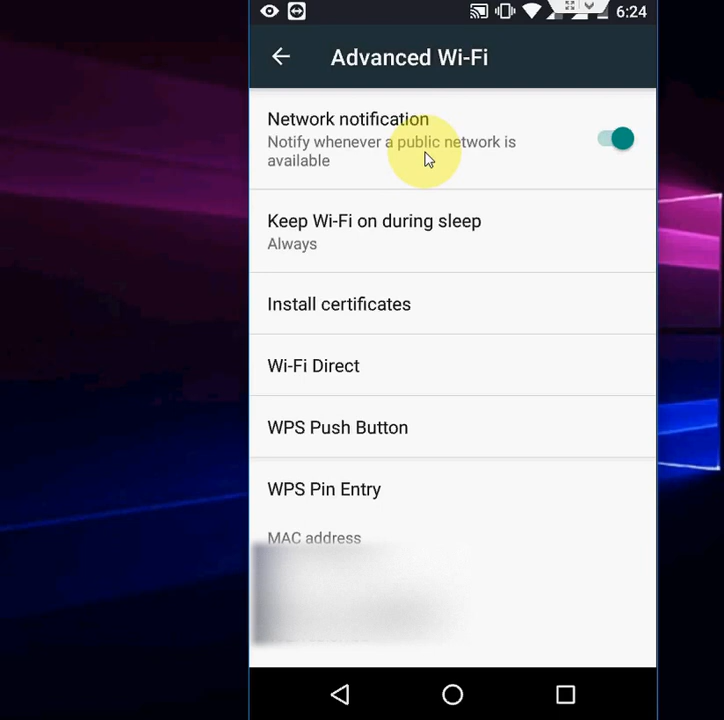 6:24
Advanced Wi-Fi
Network notification
Notify whenever a public network is
available
Keep Wi-Fi on during sleep
Always
Install certificates
Wi-Fi Direct
WPS Push Button
WPS Pin Entry
MAC address